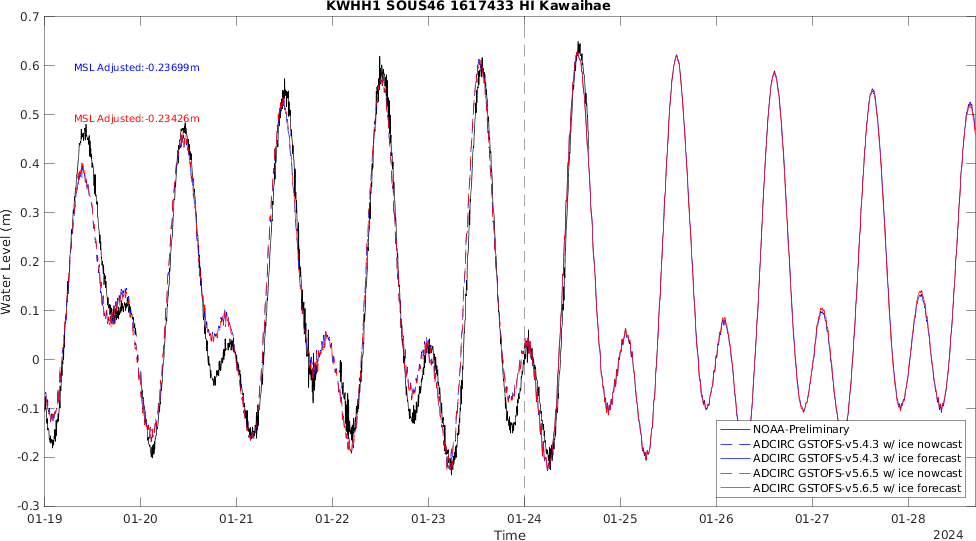 KWHH1 SOUS46 1617433 HI Kawaihae
0.7
0.6
0.5
0.4
0.3
0.2
0.1
0
-0.1
-0.2
-0.3
Water Level (m)
MSL Adjusted:-0.23699m
MSL Adjusted:-0.23426m
NOAA-Preliminary
ADCIRC GSTOFS-v5.4.3 w/ ice nowcast
ADCIRC GSTOFS-v5.4.3 w/ ice forecast
ADCIRC GSTOFS-v5.6.5 w/ ice nowcast
ADCIRC GSTOFS-v5.6.5 w/ ice forecast
01-19 01-20 01-21 01-22 01-23 01-24 01-25 01-26 01-27 01-28
Time
2024